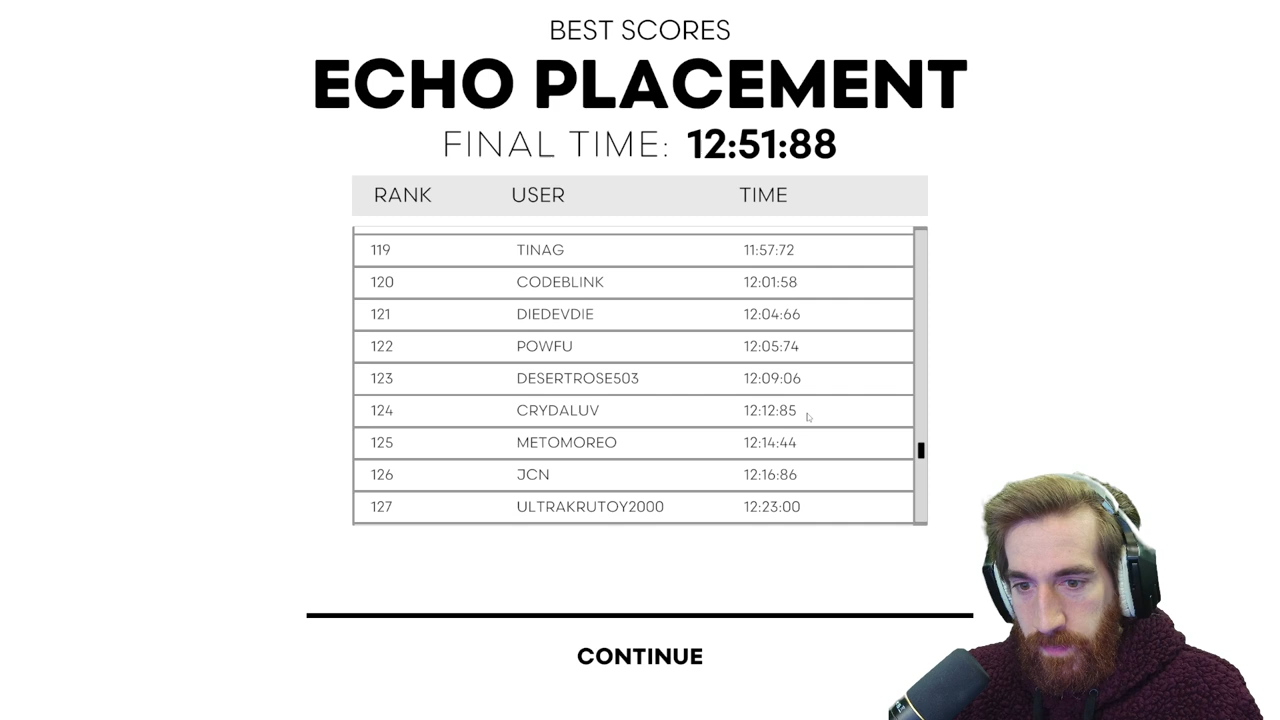 BEST SCORES
ECHO PLACEMENT
FINAL TIME: 12:51:88
RANK USER TIME
119 TINAG 11:57:72
120 CODEBLINK 12:01:58
121 DIEDEVDIE 12:04:66
122 POWFU 12:05:74
123 DESERTROSE503 12:09:06
124 CRYDALUV 12:12:85
125 METOMOREO 12:14:44
126 JCN 12:16:86
127 ULTRAKRUTOY2000 12:23:00
CONTINUE